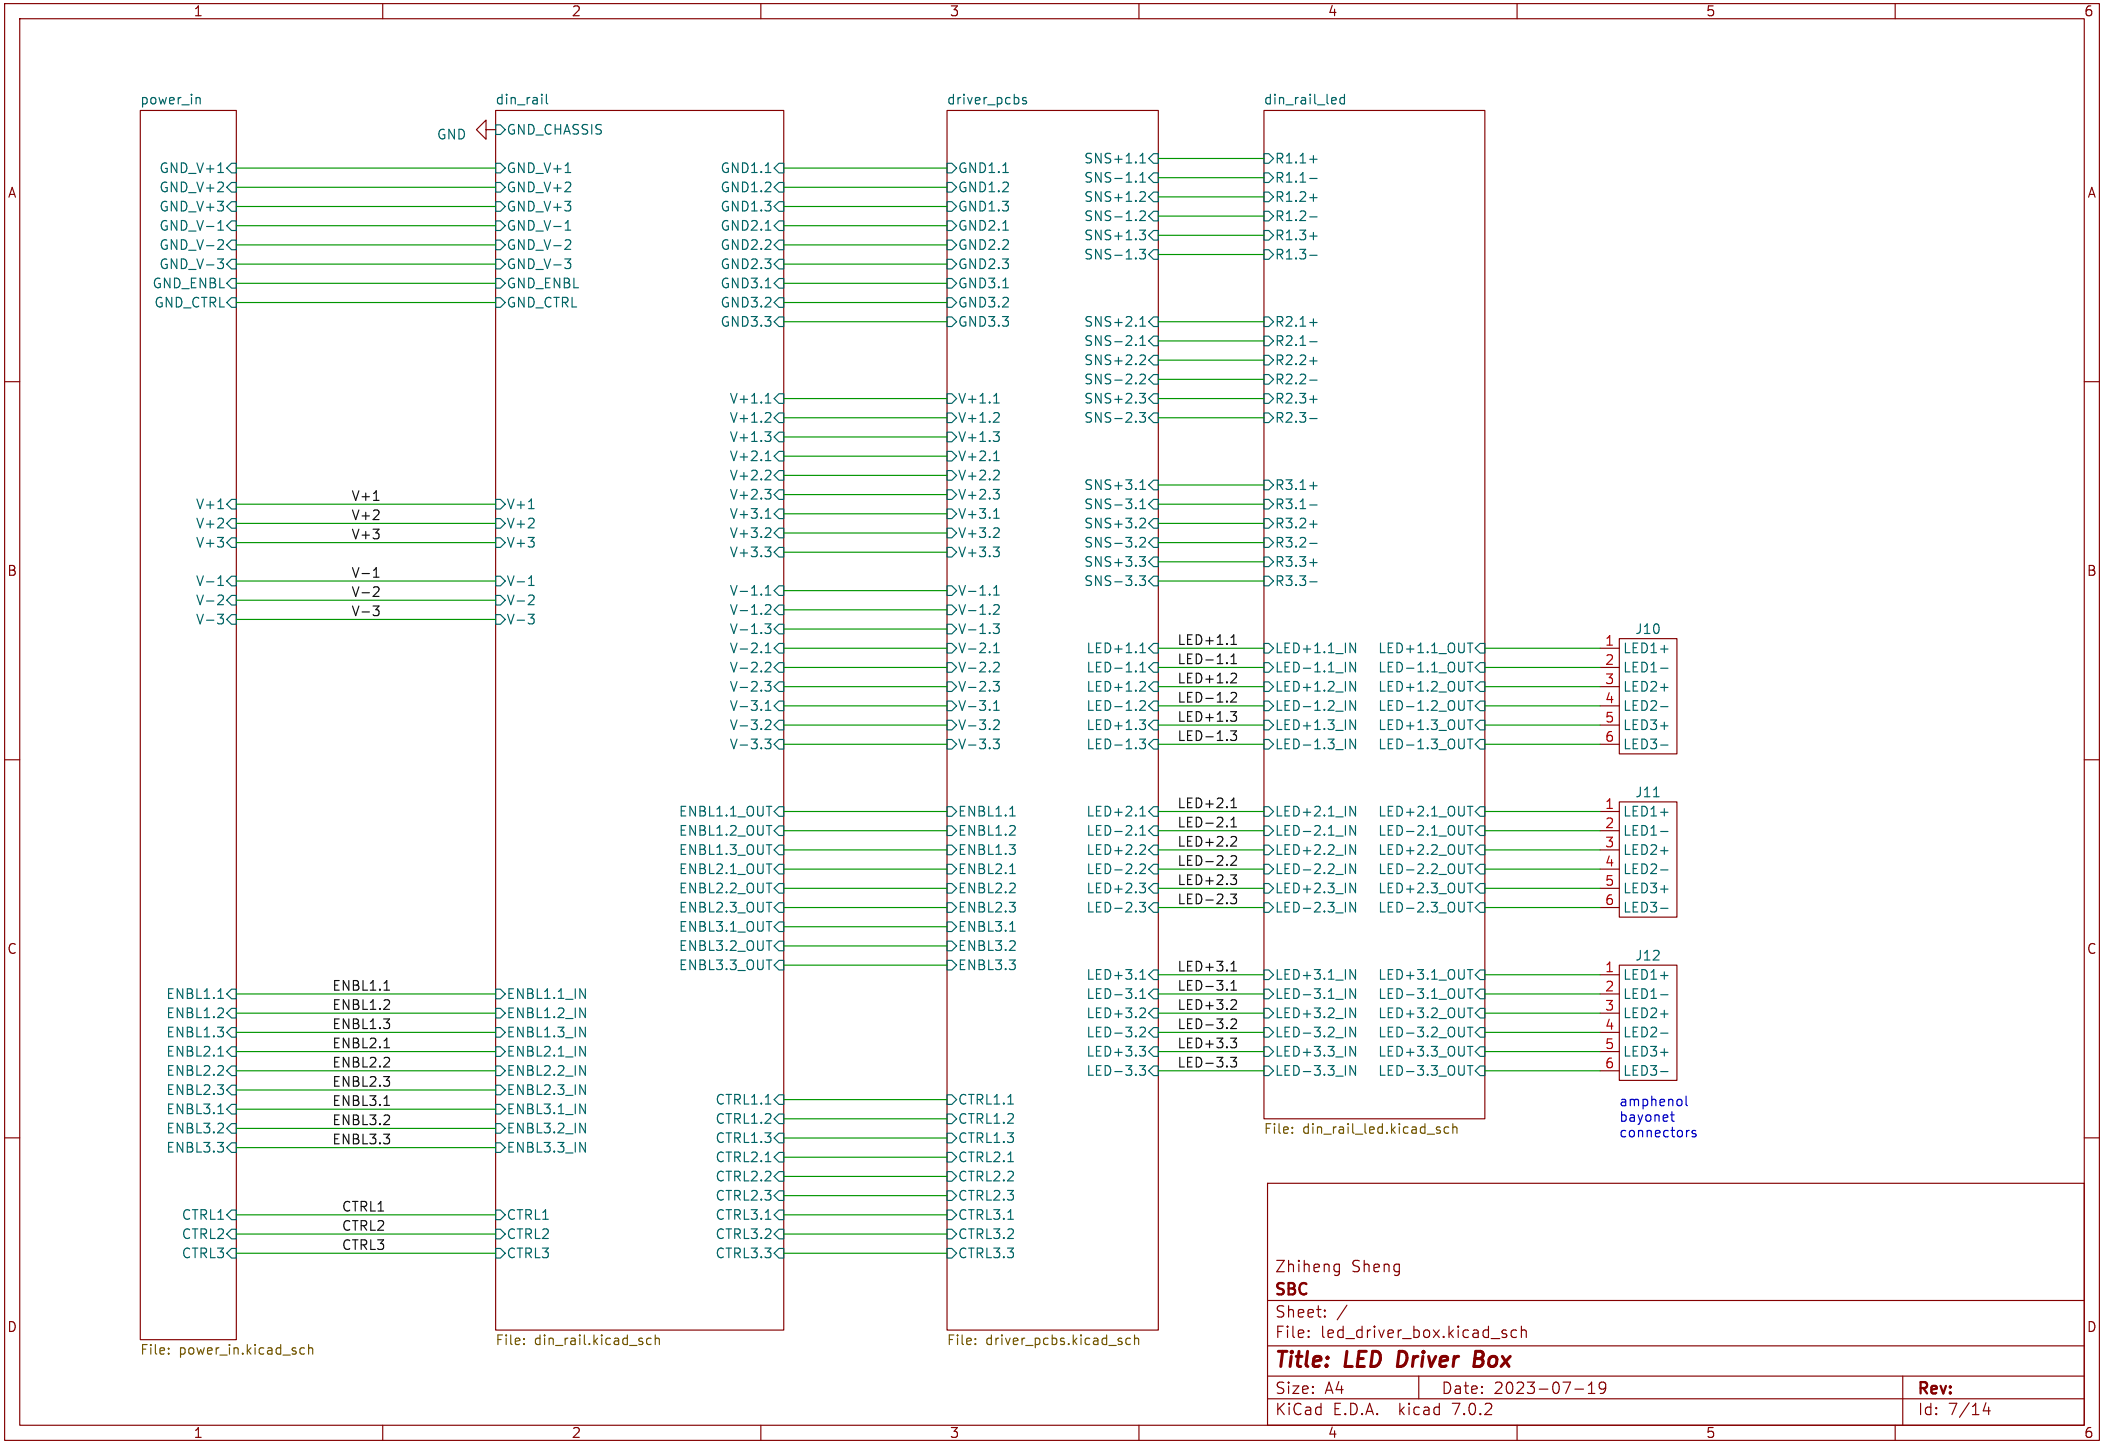 1 2 3 4 5 6
A
B
C
D
power_in
GND_V+1
GND_V+2
GND_V+3
GND_V-1
GND_V-2
GND_V-3
GND_ENBL
GND_CTRL
V+1
V+2
V+3
V-1
V-2
V-3
ENBL1.1
ENBL1.2
ENBL1.3
ENBL2.1
ENBL2.2
ENBL2.3
ENBL3.1
ENBL3.2
ENBL3.3
CTRL1
CTRL2
CTRL3
File: power_in.kicad_sch
V+1
V+2
V+3
V-1
V-2
V-3
ENBL1.1
ENBL1.2
ENBL1.3
ENBL2.1
ENBL2.2
ENBL2.3
ENBL3.1
ENBL3.2
ENBL3.3
CTRL1
CTRL2
CTRL3
din_rail
GND
GND_CHASSIS
GND_V+1
GND_V+2
GND_V+3
GND_V-1
GND_V-2
GND_V-3
GND_ENBL
GND_CTRL
V+1
V+2
V+3
V-1
V-2
V-3
ENBL1.1_IN
ENBL1.2_IN
ENBL1.3_IN
ENBL2.1_IN
ENBL2.2_IN
ENBL2.3_IN
ENBL3.1_IN
ENBL3.2_IN
ENBL3.3_IN
CTRL1
CTRL2
CTRL3
GND1.1
GND1.2
GND1.3
GND2.1
GND2.2
GND2.3
GND3.1
GND3.2
GND3.3
V+1.1
V+1.2
V+1.3
V+2.1
V+2.2
V+2.3
V+3.1
V+3.2
V+3.3
V-1.1
V-1.2
V-1.3
V-2.1
V-2.2
V-2.3
V-3.1
V-3.2
V-3.3
ENBL1.1_OUT
ENBL1.2_OUT
ENBL1.3_OUT
ENBL2.1_OUT
ENBL2.2_OUT
ENBL2.3_OUT
ENBL3.1_OUT
ENBL3.2_OUT
ENBL3.3_OUT
CTRL1.1
CTRL1.2
CTRL1.3
CTRL2.1
CTRL2.2
CTRL2.3
CTRL3.1
CTRL3.2
CTRL3.3
File: din_rail.kicad_sch
driver_pcbs
GND1.1
GND1.2
GND1.3
GND2.1
GND2.2
GND2.3
GND3.1
GND3.2
GND3.3
V+1.1
V+1.2
V+1.3
V+2.1
V+2.2
V+2.3
V+3.1
V+3.2
V+3.3
V-1.1
V-1.2
V-1.3
V-2.1
V-2.2
V-2.3
V-3.1
V-3.2
V-3.3
ENBL1.1
ENBL1.2
ENBL1.3
ENBL2.1
ENBL2.2
ENBL2.3
ENBL3.1
ENBL3.2
ENBL3.3
CTRL1.1
CTRL1.2
CTRL1.3
CTRL2.1
CTRL2.2
CTRL2.3
CTRL3.1
CTRL3.2
CTRL3.3
SNS+1.1
SNS-1.1
SNS+1.2
SNS-1.2
SNS+1.3
SNS-1.3
SNS+2.1
SNS-2.1
SNS+2.2
SNS-2.2
SNS+2.3
SNS-2.3
SNS+3.1
SNS-3.1
SNS+3.2
SNS-3.2
SNS+3.3
SNS-3.3
LED+1.1
LED-1.1
LED+1.2
LED-1.2
LED+1.3
LED-1.3
LED+2.1
LED-2.1
LED+2.2
LED-2.2
LED+2.3
LED-2.3
LED+3.1
LED-3.1
LED+3.2
LED-3.2
LED+3.3
LED-3.3
File: driver_pcbs.kicad_sch
LED+1.1
LED-1.1
LED+1.2
LED-1.2
LED+1.3
LED-1.3
LED+2.1
LED-2.1
LED+2.2
LED-2.2
LED+2.3
LED-2.3
LED+3.1
LED-3.1
LED+3.2
LED-3.2
LED+3.3
LED-3.3
din_rail_led
R1.1+
R1.1-
R1.2+
R1.2-
R1.3+
R1.3-
R2.1+
R2.1-
R2.2+
R2.2-
R2.3+
R2.3-
R3.1+
R3.1-
R3.2+
R3.2-
R3.3+
R3.3-
LED+1.1_IN LED+1.1_OUT
LED-1.1_IN LED-1.1_OUT
LED+1.2_IN LED+1.2_OUT
LED-1.2_IN LED-1.2_OUT
LED+1.3_IN LED+1.3_OUT
LED-1.3_IN LED-1.3_OUT
LED+2.1_IN LED+2.1_OUT
LED-2.1_IN LED-2.1_OUT
LED+2.2_IN LED+2.2_OUT
LED-2.2_IN LED-2.2_OUT
LED+2.3_IN LED+2.3_OUT
LED-2.3_IN LED-2.3_OUT
LED+3.1_IN LED+3.1_OUT
LED-3.1_IN LED-3.1_OUT
LED+3.2_IN LED+3.2_OUT
LED-3.2_IN LED-3.2_OUT
LED+3.3_IN LED+3.3_OUT
LED-3.3_IN LED-3.3_OUT
File: din_rail_led.kicad_sch
J10
1 LED1+
2 LED1-
3 LED2+
4 LED2-
5 LED3+
6 LED3-
J11
1 LED1+
2 LED1-
3 LED2+
4 LED2-
5 LED3+
6 LED3-
J12
1 LED1+
2 LED1-
3 LED2+
4 LED2-
5 LED3+
6 LED3-
amphenol
bayonet
connectors
A
B
C
D
Zhiheng Sheng
SBC
Sheet: /
File: led_driver_box.kicad_sch
Title: LED Driver Box
Size: A4 Date: 2023-07-19 Rev:
KiCad E.D.A. kicad 7.0.2 Id: 7/14
1 2 3 4 5 6